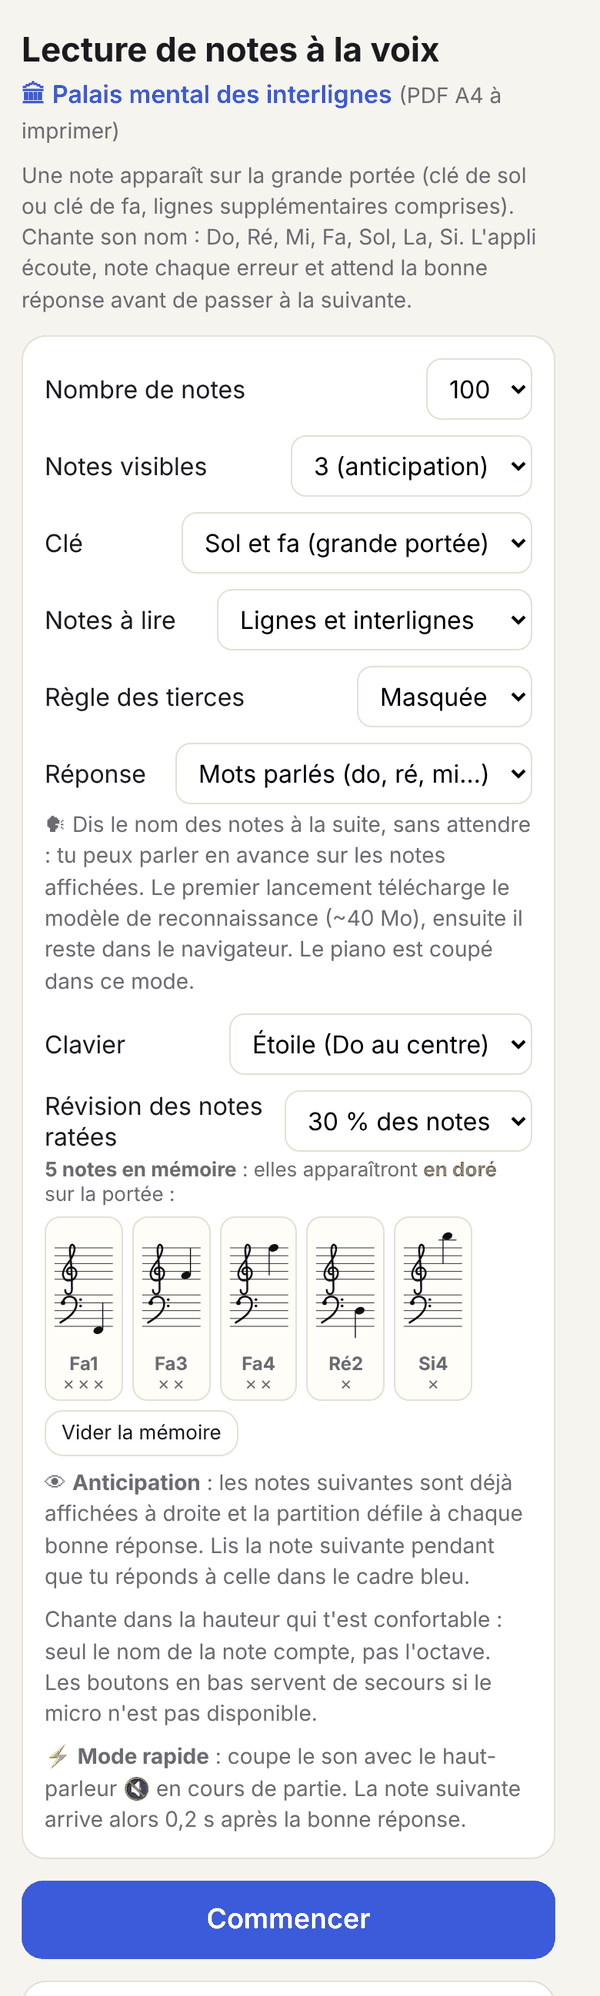 Lecture de notes à la voix
🏛 Palais mental des interlignes (PDF A4 à
imprimer)
Une note apparaît sur la grande portée (clé de sol
ou clé de fa, lignes supplémentaires comprises).
Chante son nom : Do, Ré, Mi, Fa, Sol, La, Si. L'appli
écoute, note chaque erreur et attend la bonne
réponse avant de passer à la suivante.
Nombre de notes 100
Notes visibles 3 (anticipation)
Clé Sol et fa (grande portée)
Notes à lire Lignes et interlignes
Règle des tierces Masquée
Réponse Mots parlés (do, ré, mi…)
🗣 Dis le nom des notes à la suite, sans attendre
: tu peux parler en avance sur les notes
affichées. Le premier lancement télécharge le
modèle de reconnaissance (~40 Mo), ensuite il
reste dans le navigateur. Le piano est coupé
dans ce mode.
Clavier Étoile (Do au centre)
Révision des notes
ratées 30 % des notes
5 notes en mémoire : elles apparaîtront en doré
sur la portée :
Fa1 Fa3 Fa4 Ré2 Si4
××× ×× ×× × ×
Vider la mémoire
👁 Anticipation : les notes suivantes sont déjà
affichées à droite et la partition défile à chaque
bonne réponse. Lis la note suivante pendant
que tu réponds à celle dans le cadre bleu.
Chante dans la hauteur qui t'est confortable :
seul le nom de la note compte, pas l'octave.
Les boutons en bas servent de secours si le
micro n'est pas disponible.
⚡ Mode rapide : coupe le son avec le haut-
parleur 🔇 en cours de partie. La note suivante
arrive alors 0,2 s après la bonne réponse.
Commencer